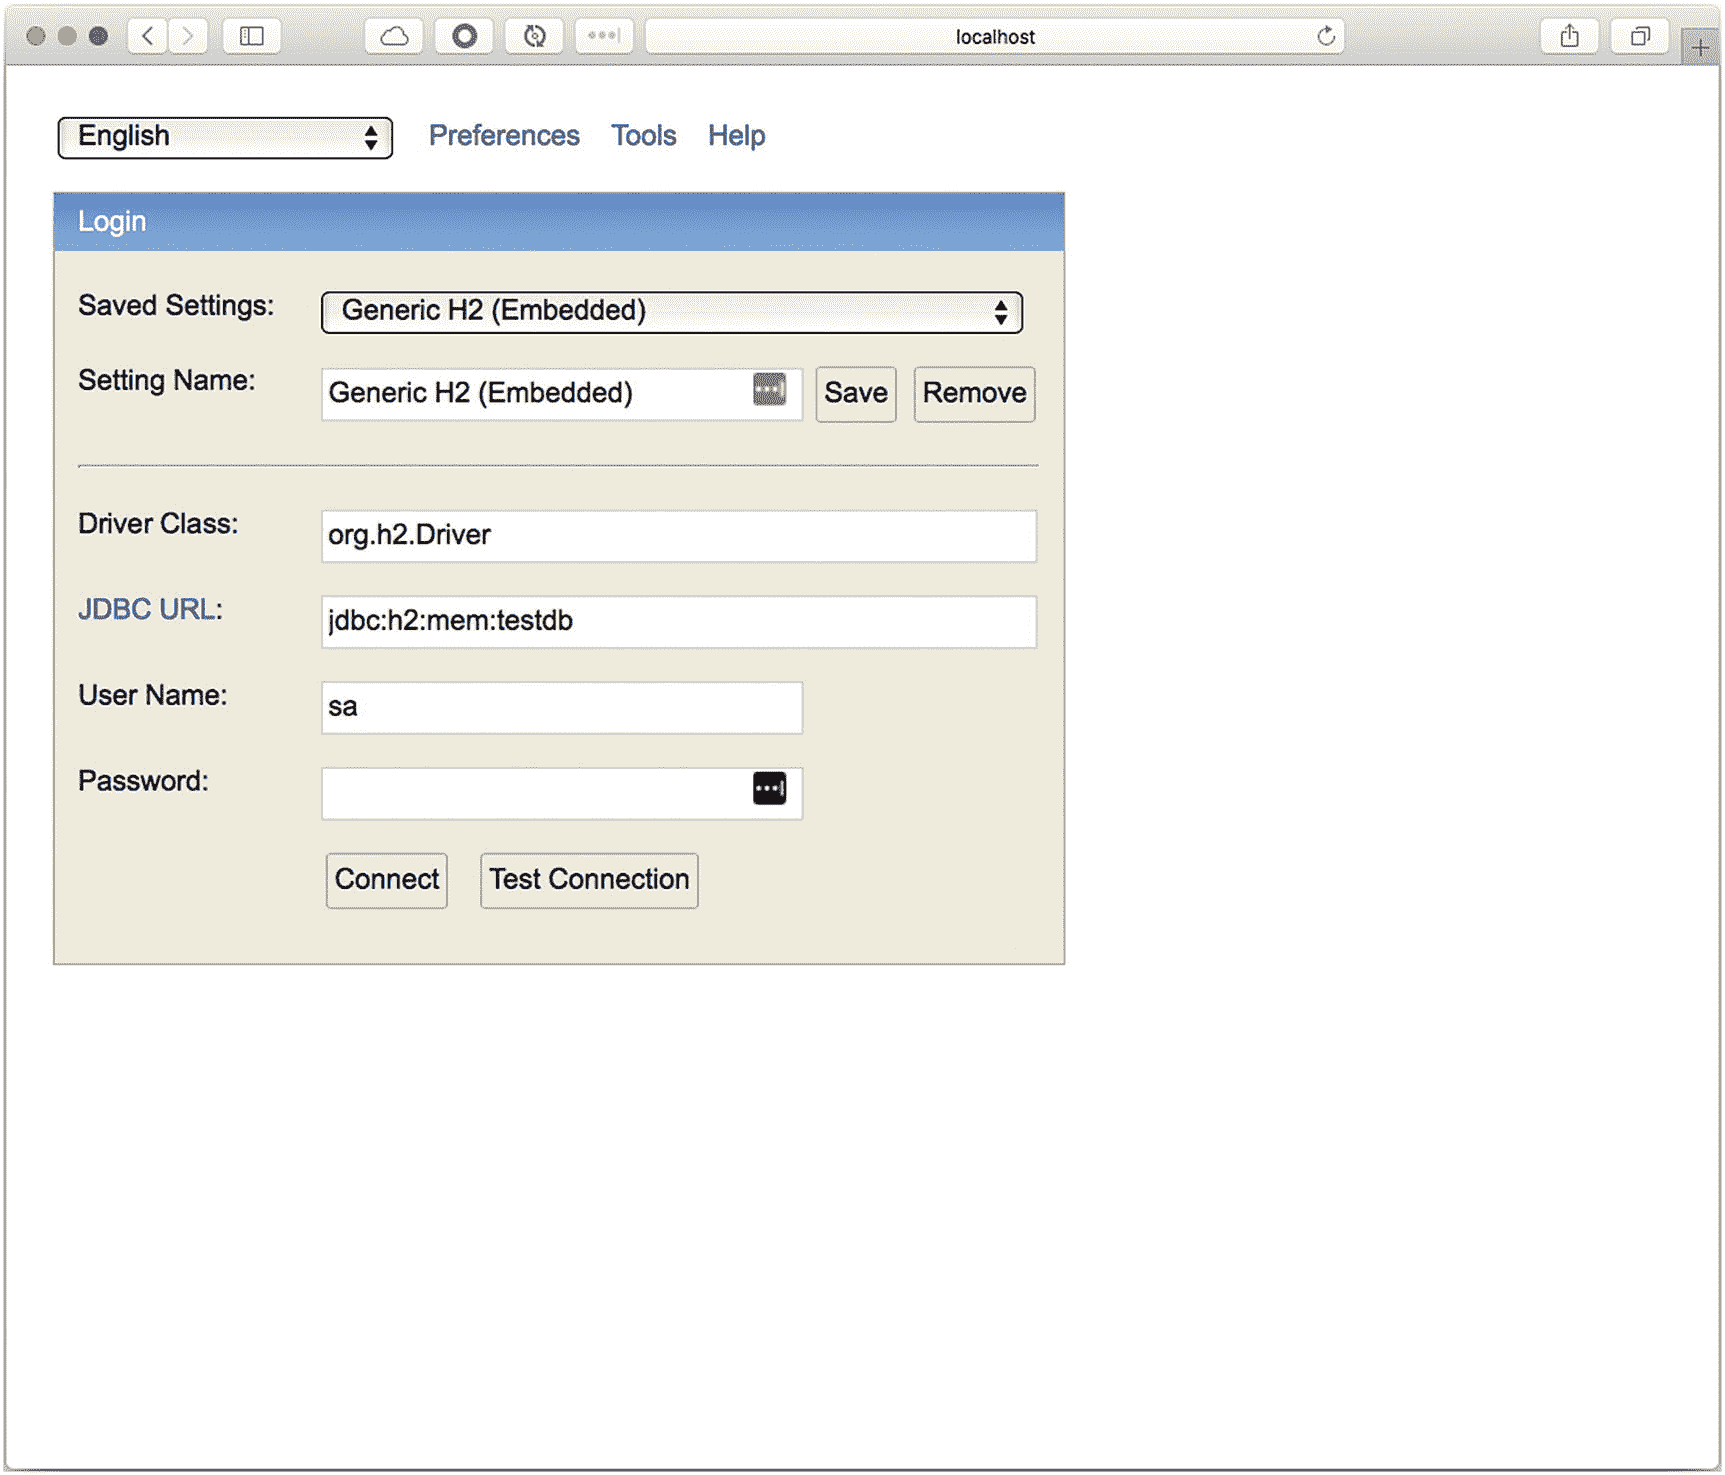 localhost
English Preferences Tools Help
Login
Saved Settings: Generic H2 (Embedded)
Setting Name: Generic H2 (Embedded) Save Remove
Driver Class: org.h2.Driver
JDBC URL: jdbc:h2:mem:testdb
User Name: sa
Password:
Connect Test Connection